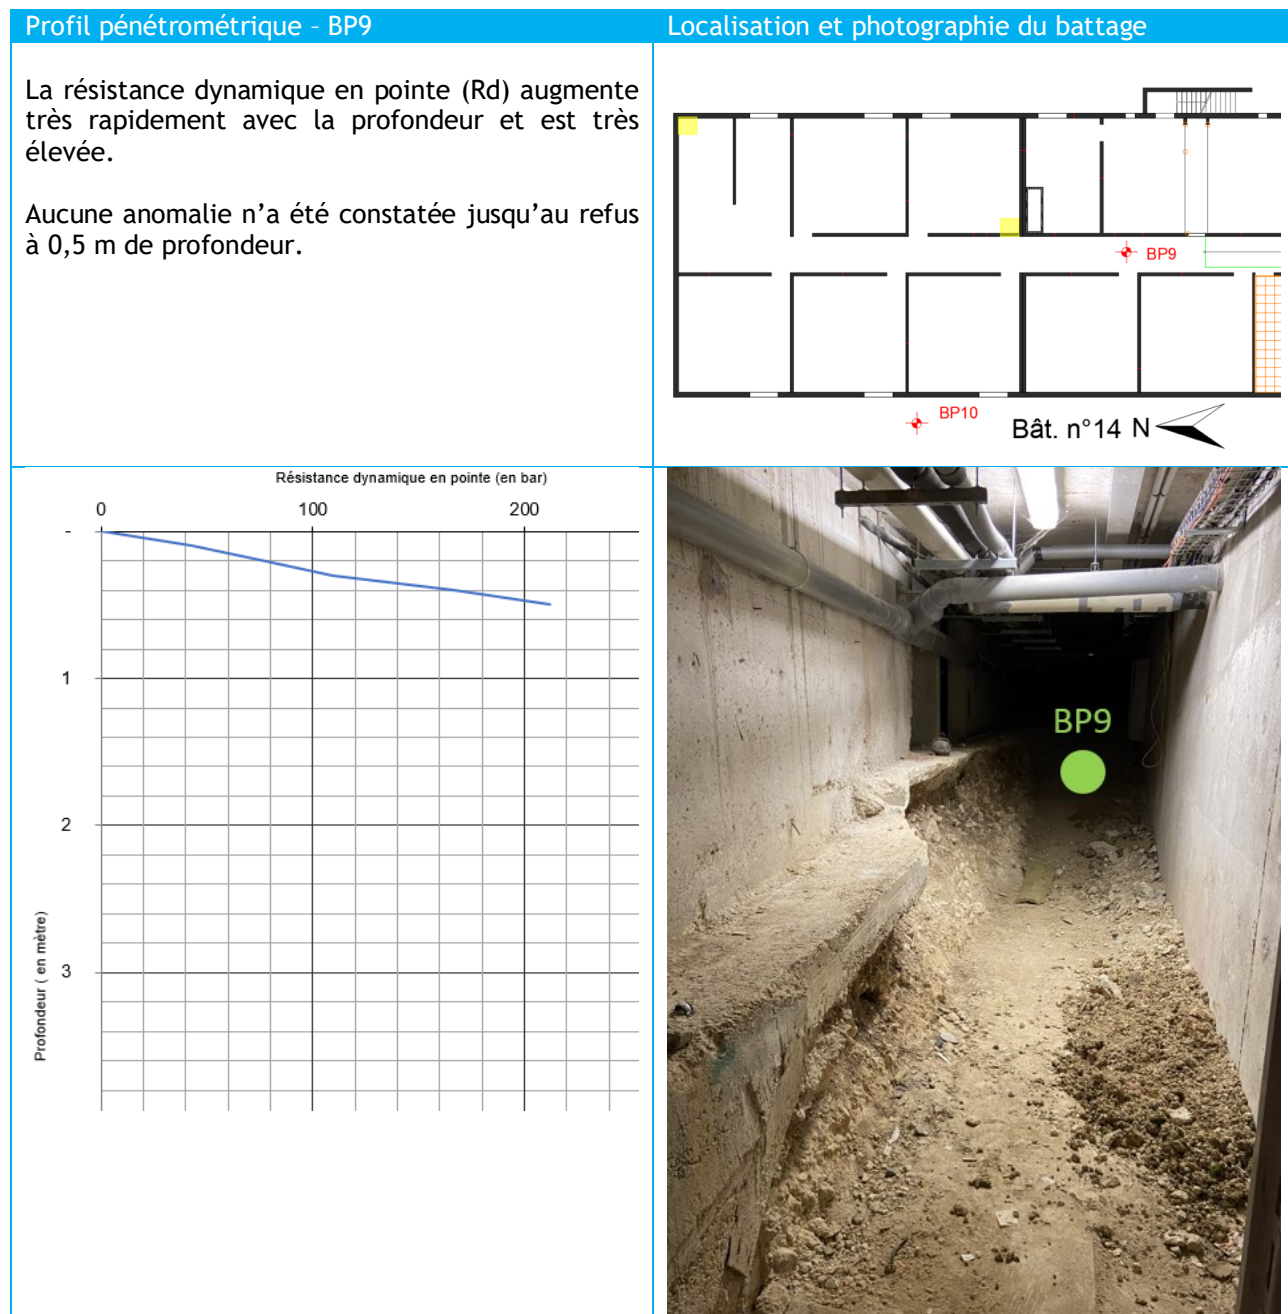 Profil pénétrométrique – BP9
Localisation et photographie du battage
La résistance dynamique en pointe (Rd) augmente
très rapidement avec la profondeur et est très
élevée.
Aucune anomalie n’a été constatée jusqu’au refus
à 0,5 m de profondeur.
BP9
BP10
Bât. n°14 N
Résistance dynamique en pointe (en bar)
0 100 200
-
1
2
3
Profondeur ( en mètre)
BP9